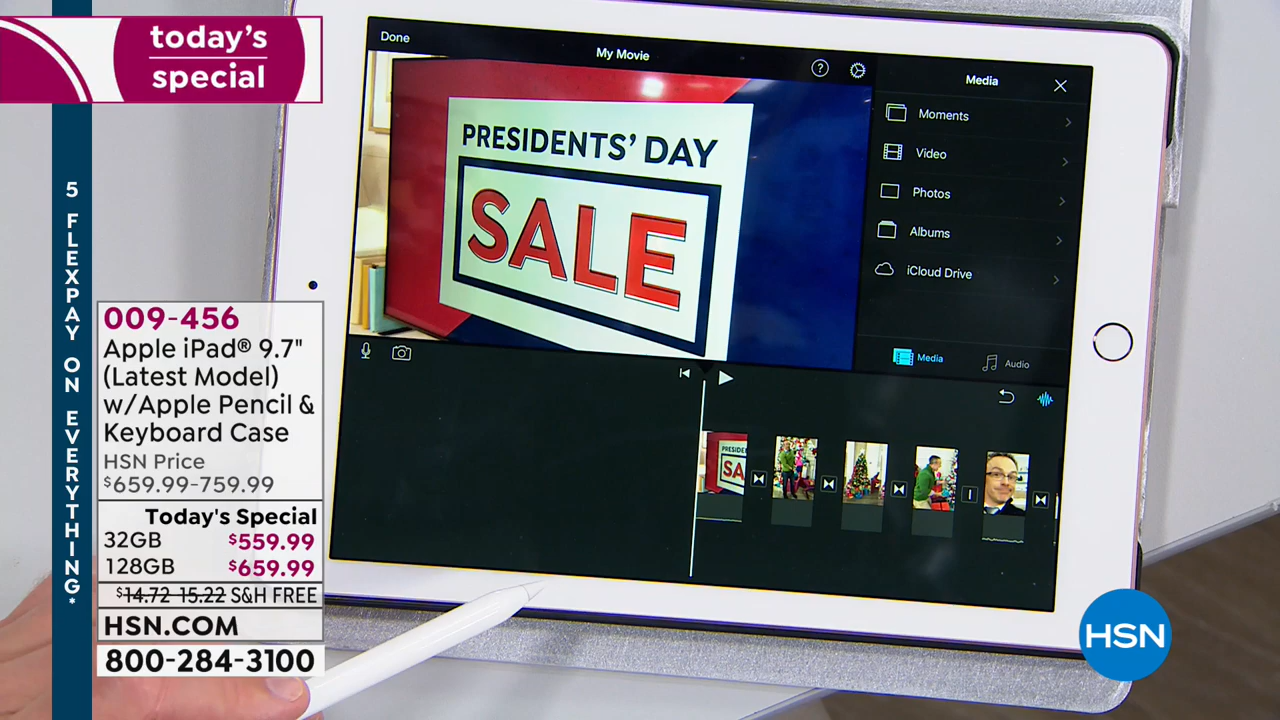 today's
special
5 FLEXPAY ON EVERYTHING*
009-456
Apple iPad® 9.7"
(Latest Model)
w/Apple Pencil &
Keyboard Case
HSN Price
$659.99-759.99
Today's Special
32GB $559.99
128GB $659.99
$14.72-15.22 S&H FREE
HSN.COM
800-284-3100
Done
My Movie
?
PRESIDENTS' DAY
SALE
Media
Moments
Video
Photos
Albums
iCloud Drive
Media
Audio
PRESIDEN
SA
HSN